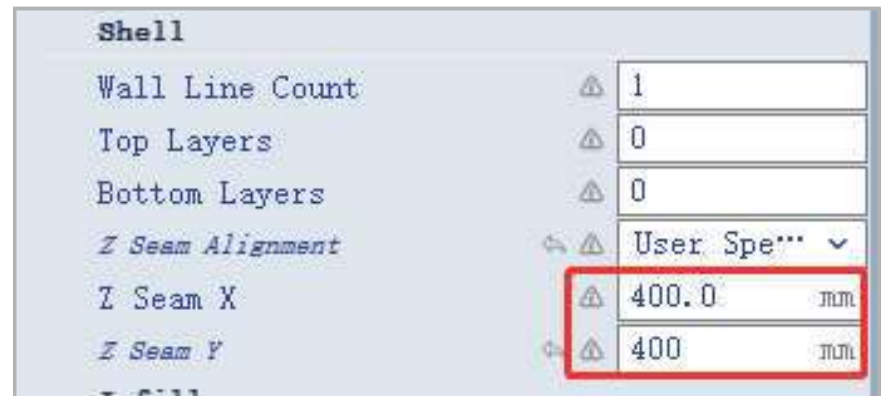 Shell
Wall Line Count 1
Top Layers 0
Bottom Layers 0
Z Seam Alignment User Spe...
Z Seam X 400.0 mm
Z Seam Y 400 mm